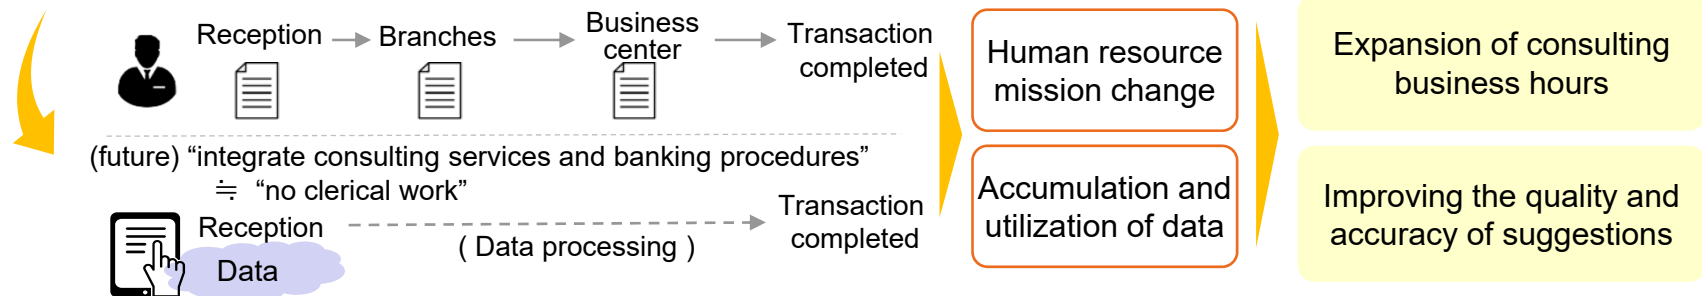 Reception
Branches
Business
center
Transaction
completed
(future) “integrate consulting services and banking procedures”
≒ “no clerical work”
Reception
Data
( Data processing )
Transaction
completed
Human resource
mission change
Accumulation and
utilization of data
Expansion of consulting
business hours
Improving the quality and
accuracy of suggestions